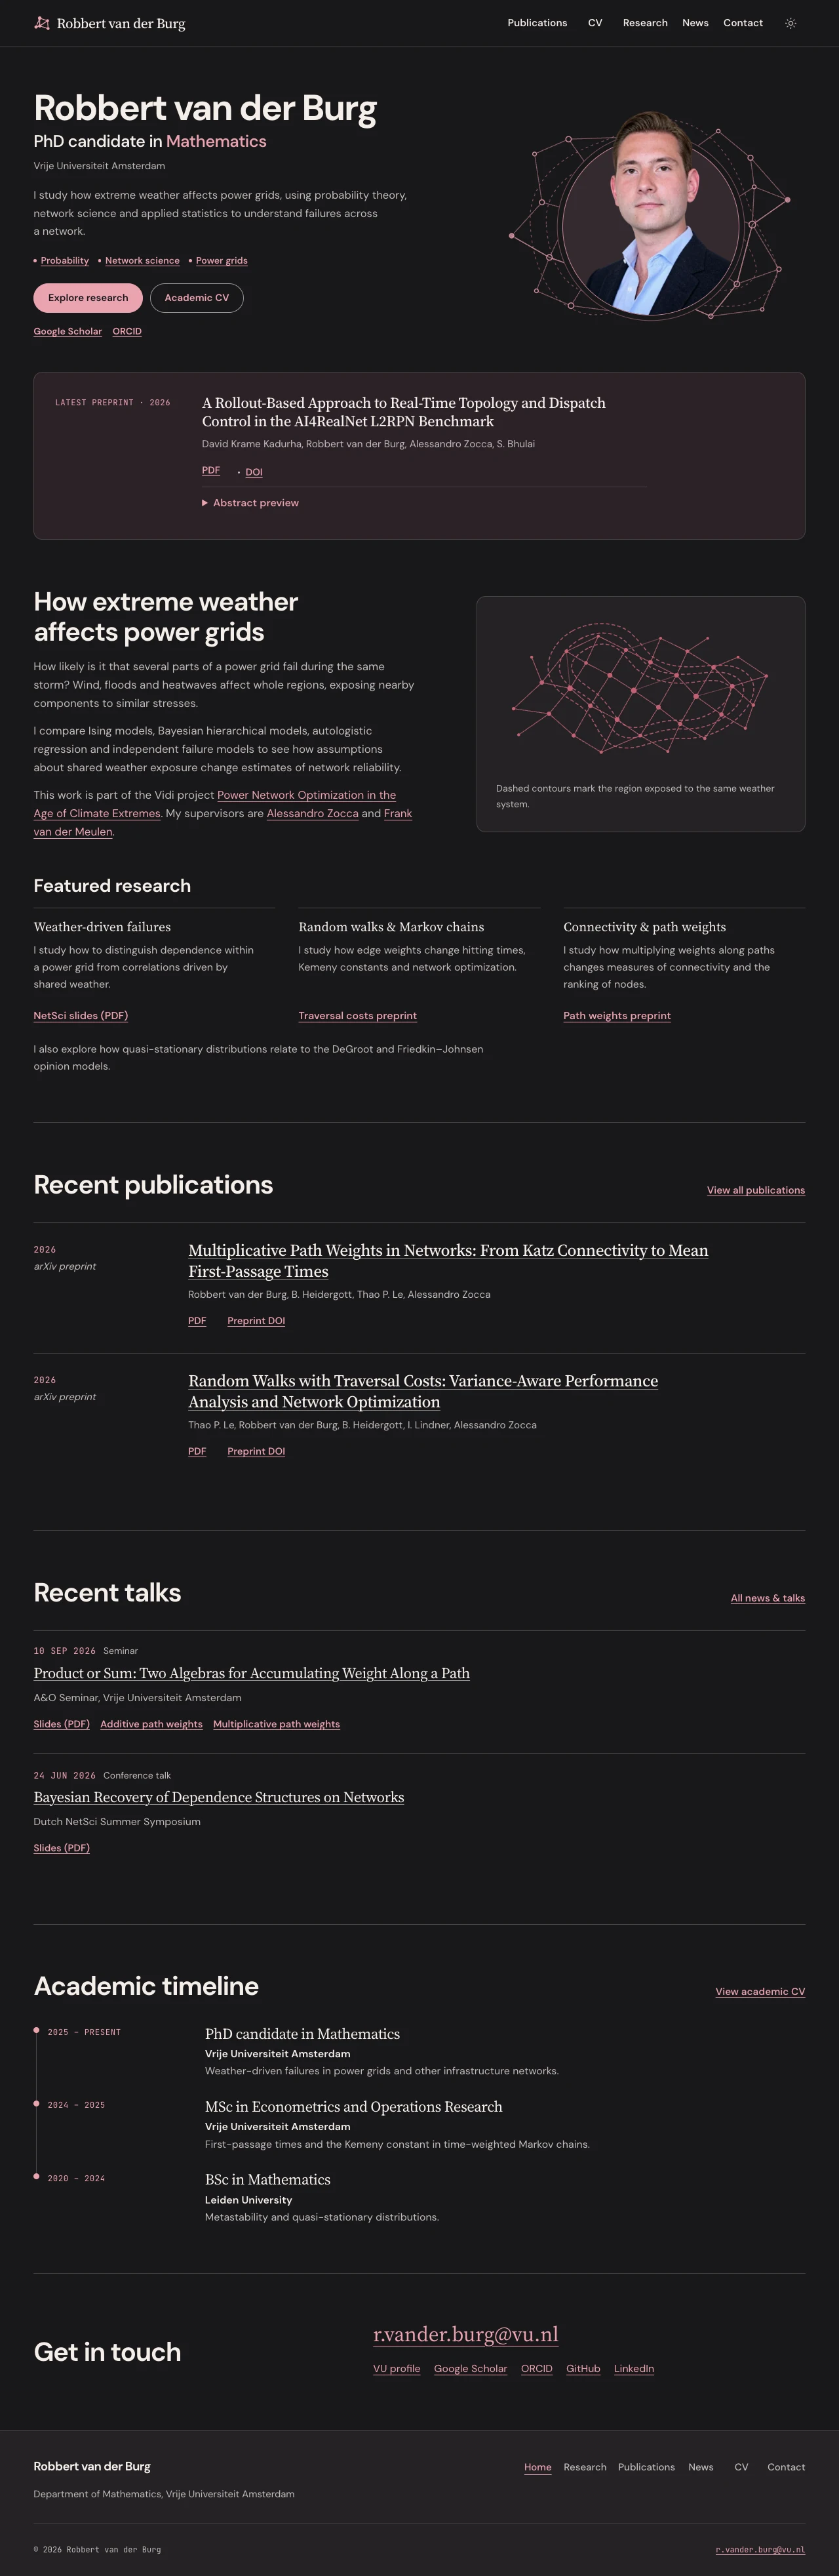 Robbert van der Burg
Publications CV Research News Contact
Robbert van der Burg
PhD candidate in Mathematics
Vrije Universiteit Amsterdam
I study how extreme weather affects power grids, using probability theory,
network science and applied statistics to understand failures across
a network.
Probability Network science Power grids
Explore research Academic CV
Google Scholar ORCID
LATEST PREPRINT · 2026
A Rollout-Based Approach to Real-Time Topology and Dispatch
Control in the AI4RealNet L2RPN Benchmark
David Krame Kadurha, Robbert van der Burg, Alessandro Zocca, S. Bhulai
PDF · DOI
Abstract preview
How extreme weather
affects power grids
How likely is it that several parts of a power grid fail during the same
storm? Wind, floods and heatwaves affect whole regions, exposing nearby
components to similar stresses.
I compare Ising models, Bayesian hierarchical models, autologistic
regression and independent failure models to see how assumptions
about shared weather exposure change estimates of network reliability.
This work is part of the Vidi project Power Network Optimization in the
Age of Climate Extremes. My supervisors are Alessandro Zocca and Frank
van der Meulen.
Dashed contours mark the region exposed to the same weather
system.
Featured research
Weather-driven failures
I study how to distinguish dependence within
a power grid from correlations driven by
shared weather.
NetSci slides (PDF)
Random walks & Markov chains
I study how edge weights change hitting times,
Kemeny constants and network optimization.
Traversal costs preprint
Connectivity & path weights
I study how multiplying weights along paths
changes measures of connectivity and the
ranking of nodes.
Path weights preprint
I also explore how quasi-stationary distributions relate to the DeGroot and Friedkin–Johnsen
opinion models.
Recent publications
View all publications
2026
arXiv preprint
Multiplicative Path Weights in Networks: From Katz Connectivity to Mean
First-Passage Times
Robbert van der Burg, B. Heidergott, Thao P. Le, Alessandro Zocca
PDF Preprint DOI
2026
arXiv preprint
Random Walks with Traversal Costs: Variance-Aware Performance
Analysis and Network Optimization
Thao P. Le, Robbert van der Burg, B. Heidergott, I. Lindner, Alessandro Zocca
PDF Preprint DOI
Recent talks
All news & talks
10 SEP 2026 Seminar
Product or Sum: Two Algebras for Accumulating Weight Along a Path
A&O Seminar, Vrije Universiteit Amsterdam
Slides (PDF) Additive path weights Multiplicative path weights
24 JUN 2026 Conference talk
Bayesian Recovery of Dependence Structures on Networks
Dutch NetSci Summer Symposium
Slides (PDF)
Academic timeline
View academic CV
2025 – PRESENT
PhD candidate in Mathematics
Vrije Universiteit Amsterdam
Weather-driven failures in power grids and other infrastructure networks.
2024 – 2025
MSc in Econometrics and Operations Research
Vrije Universiteit Amsterdam
First-passage times and the Kemeny constant in time-weighted Markov chains.
2020 – 2024
BSc in Mathematics
Leiden University
Metastability and quasi-stationary distributions.
Get in touch
r.vander.burg@vu.nl
VU profile Google Scholar ORCID GitHub LinkedIn
Robbert van der Burg
Home Research Publications News CV Contact
Department of Mathematics, Vrije Universiteit Amsterdam
© 2026 Robbert van der Burg
r.vander.burg@vu.nl